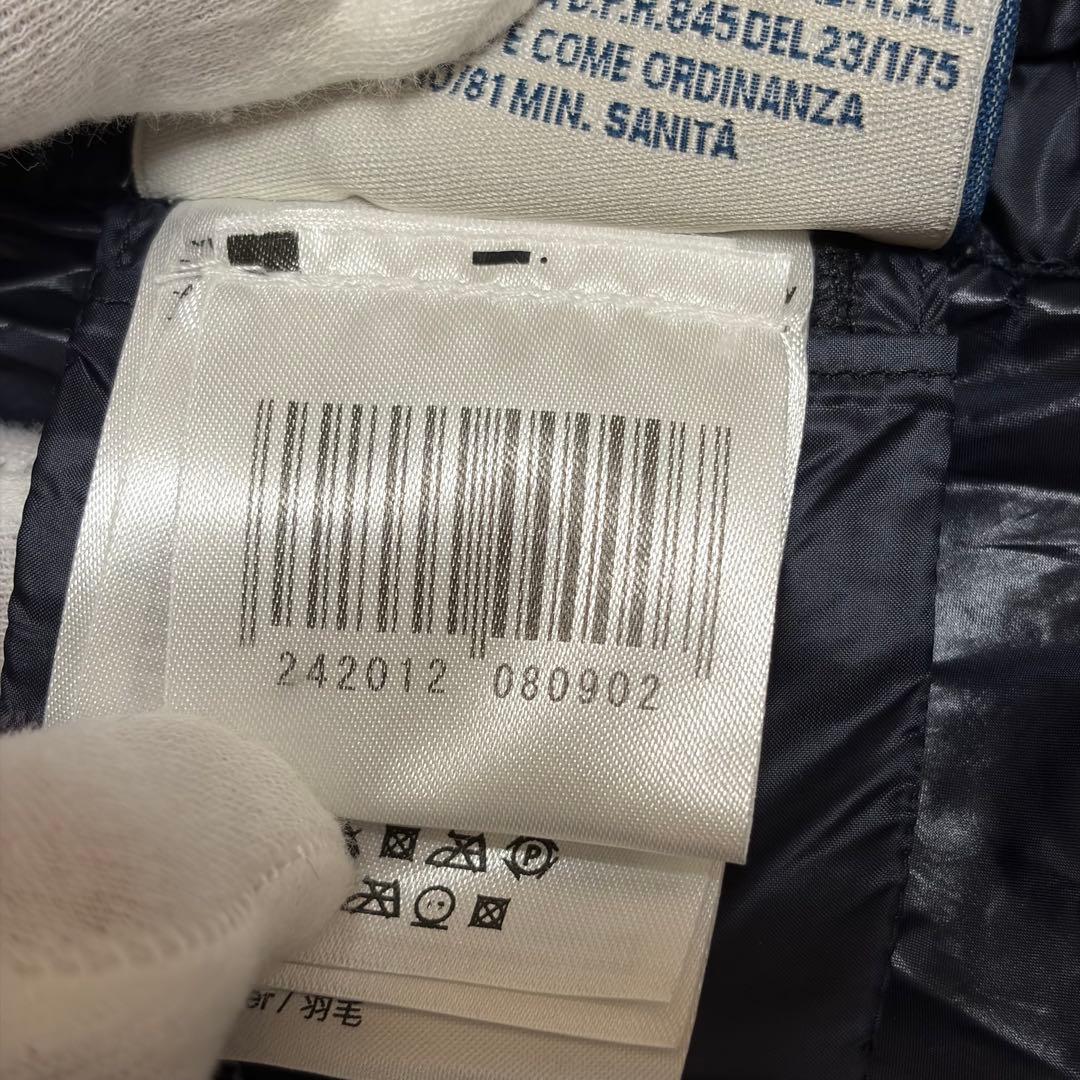 D.P.R.845 DEL 23/1/75
E COME ORDINANZA
/81 MIN. SANITÀ
242012 080902
/ 羽毛